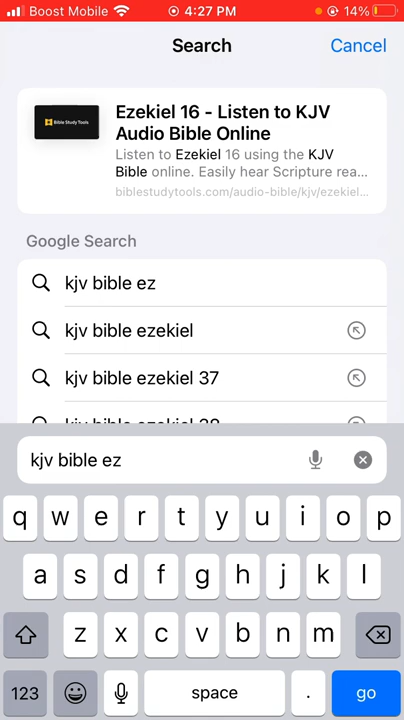 Boost Mobile 4:27 PM 14%
Search Cancel
Bible Study Tools
Ezekiel 16 - Listen to KJV
Audio Bible Online
Listen to Ezekiel 16 using the KJV
Bible online. Easily hear Scripture rea...
biblestudytools.com/audio-bible/kjv/ezekiel...
Google Search
kjv bible ez
kjv bible ezekiel
kjv bible ezekiel 37
kjv bible ezekiel 38
kjv bible ez
q w e r t y u i o p
a s d f g h j k l
z x c v b n m
123 space . go